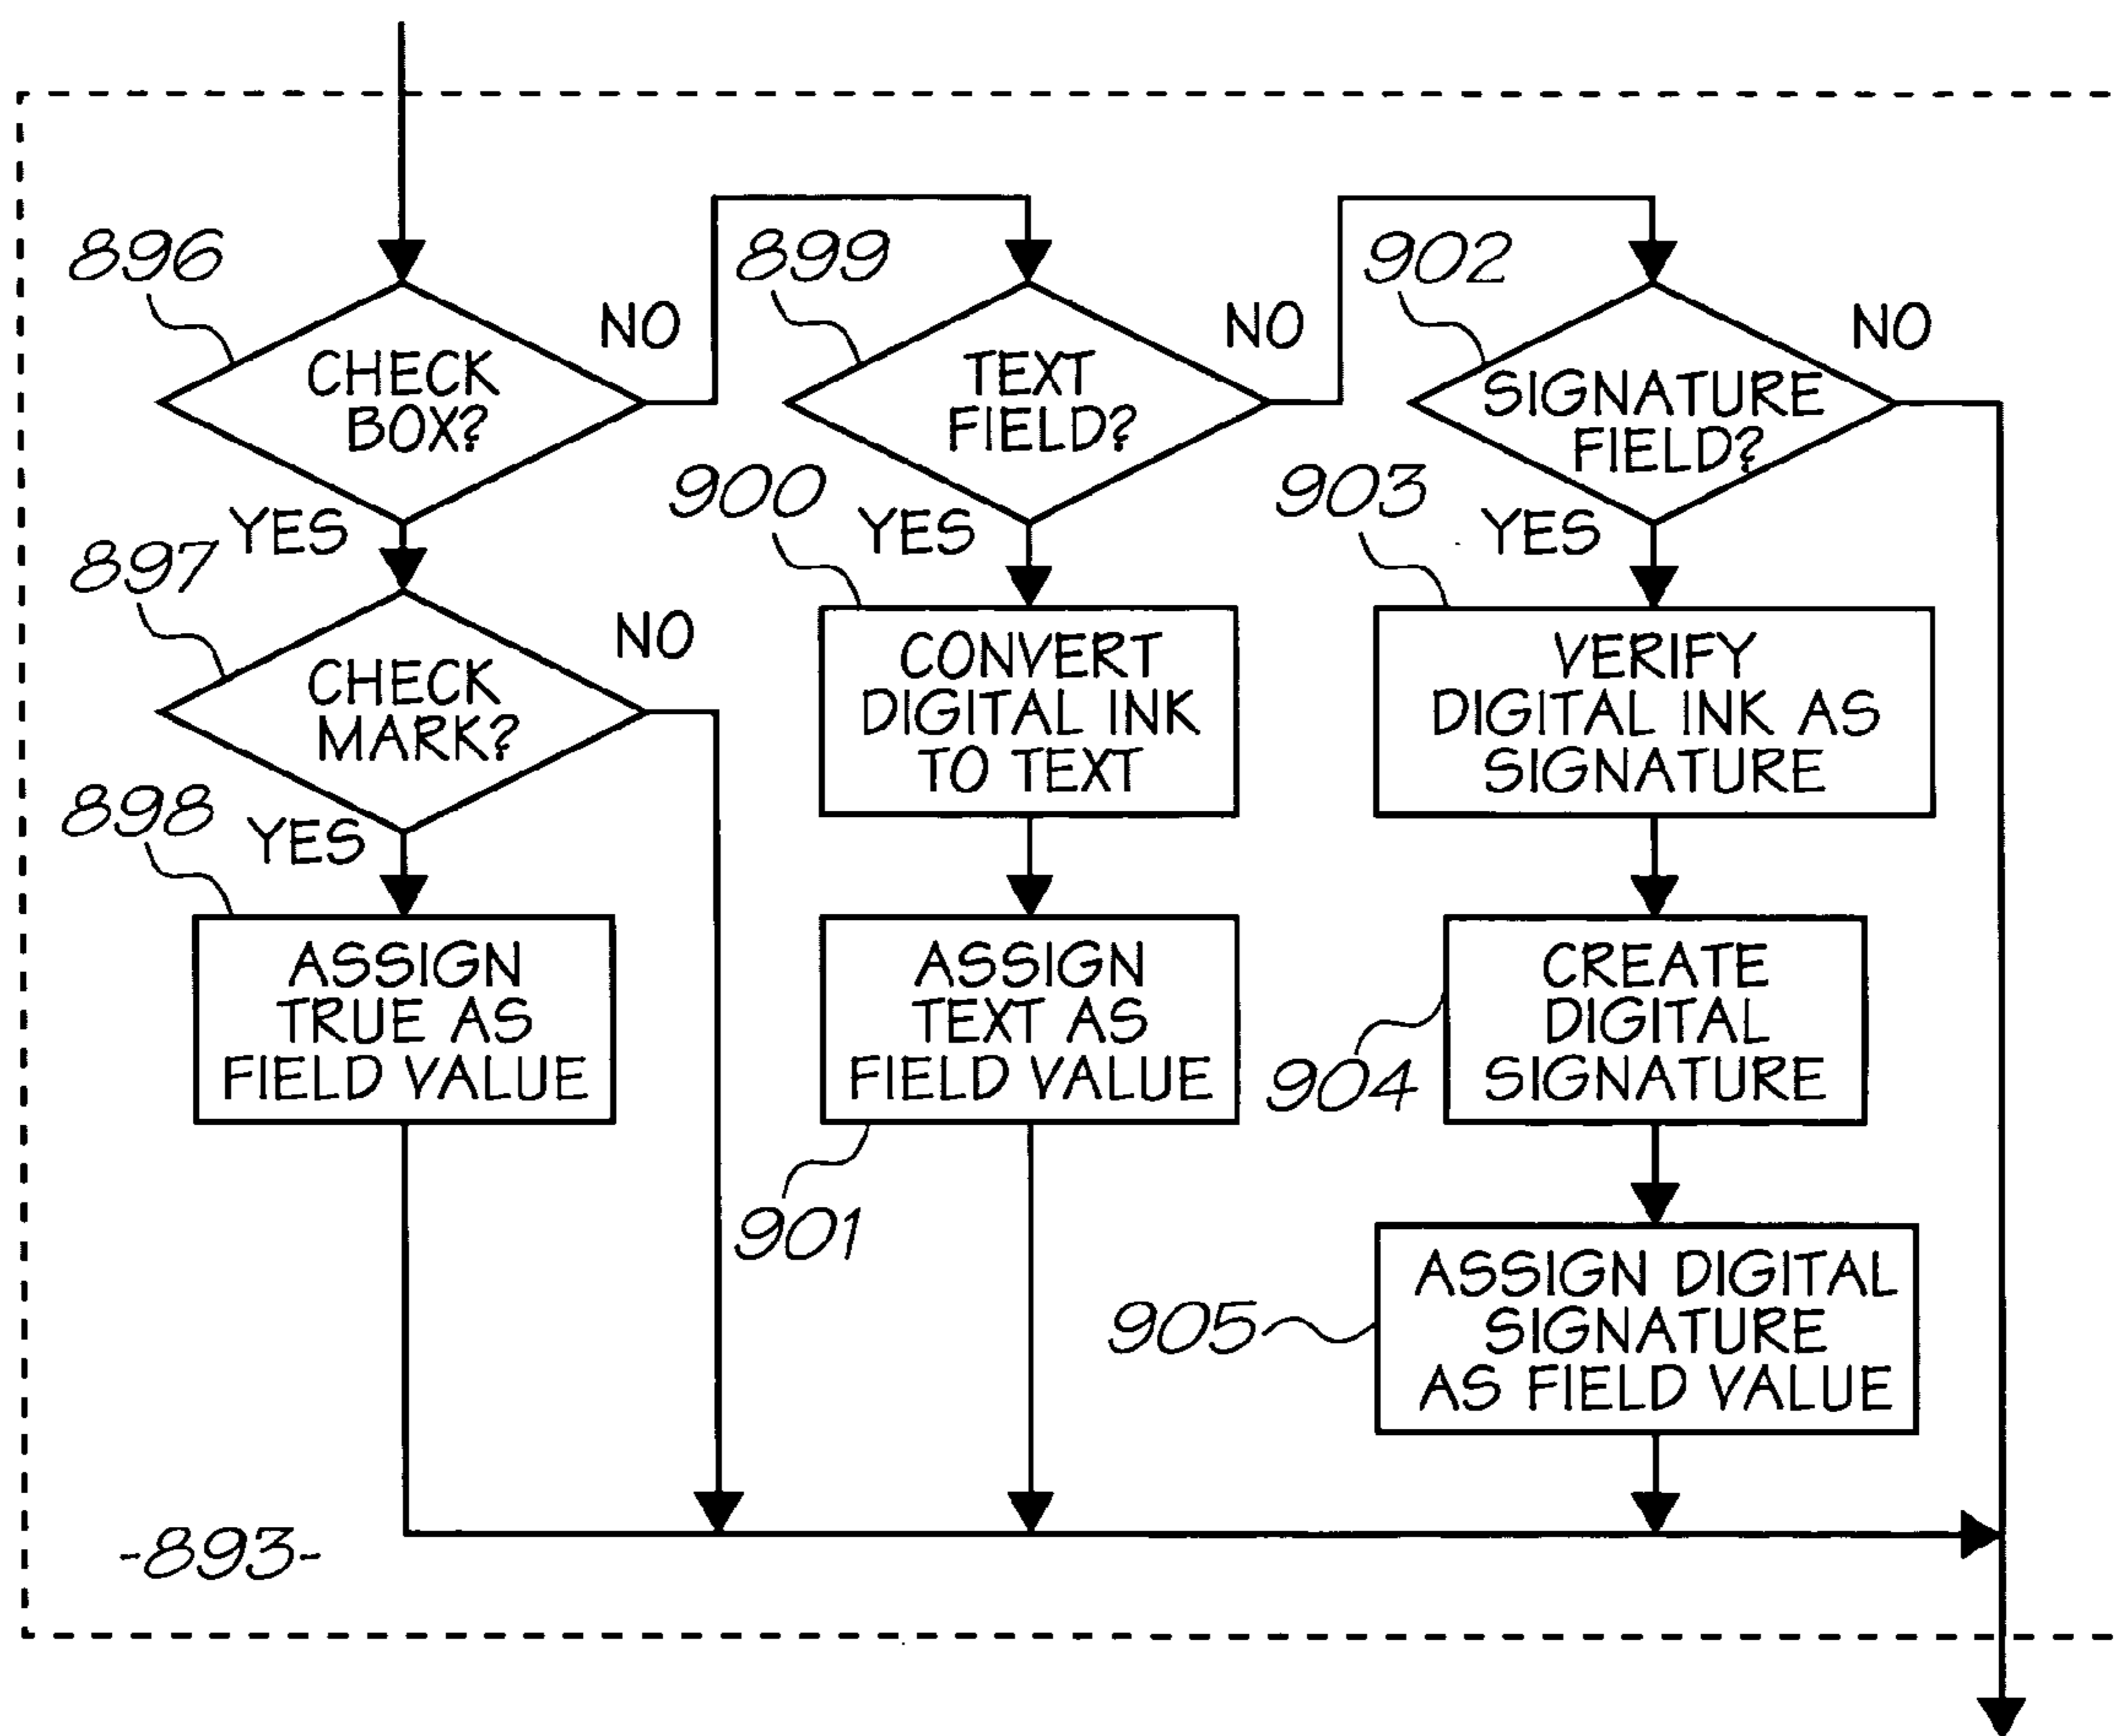 896
CHECK
BOX?
NO
YES
899
TEXT
FIELD?
NO
YES
902
SIGNATURE
FIELD?
NO
YES
897
CHECK
MARK?
NO
YES
900
CONVERT
DIGITAL INK
TO TEXT
903
VERIFY
DIGITAL INK AS
SIGNATURE
898
ASSIGN
TRUE AS
FIELD VALUE
ASSIGN
TEXT AS
FIELD VALUE
901
CREATE
DIGITAL
SIGNATURE
904
ASSIGN DIGITAL
SIGNATURE
AS FIELD VALUE
905
-893-